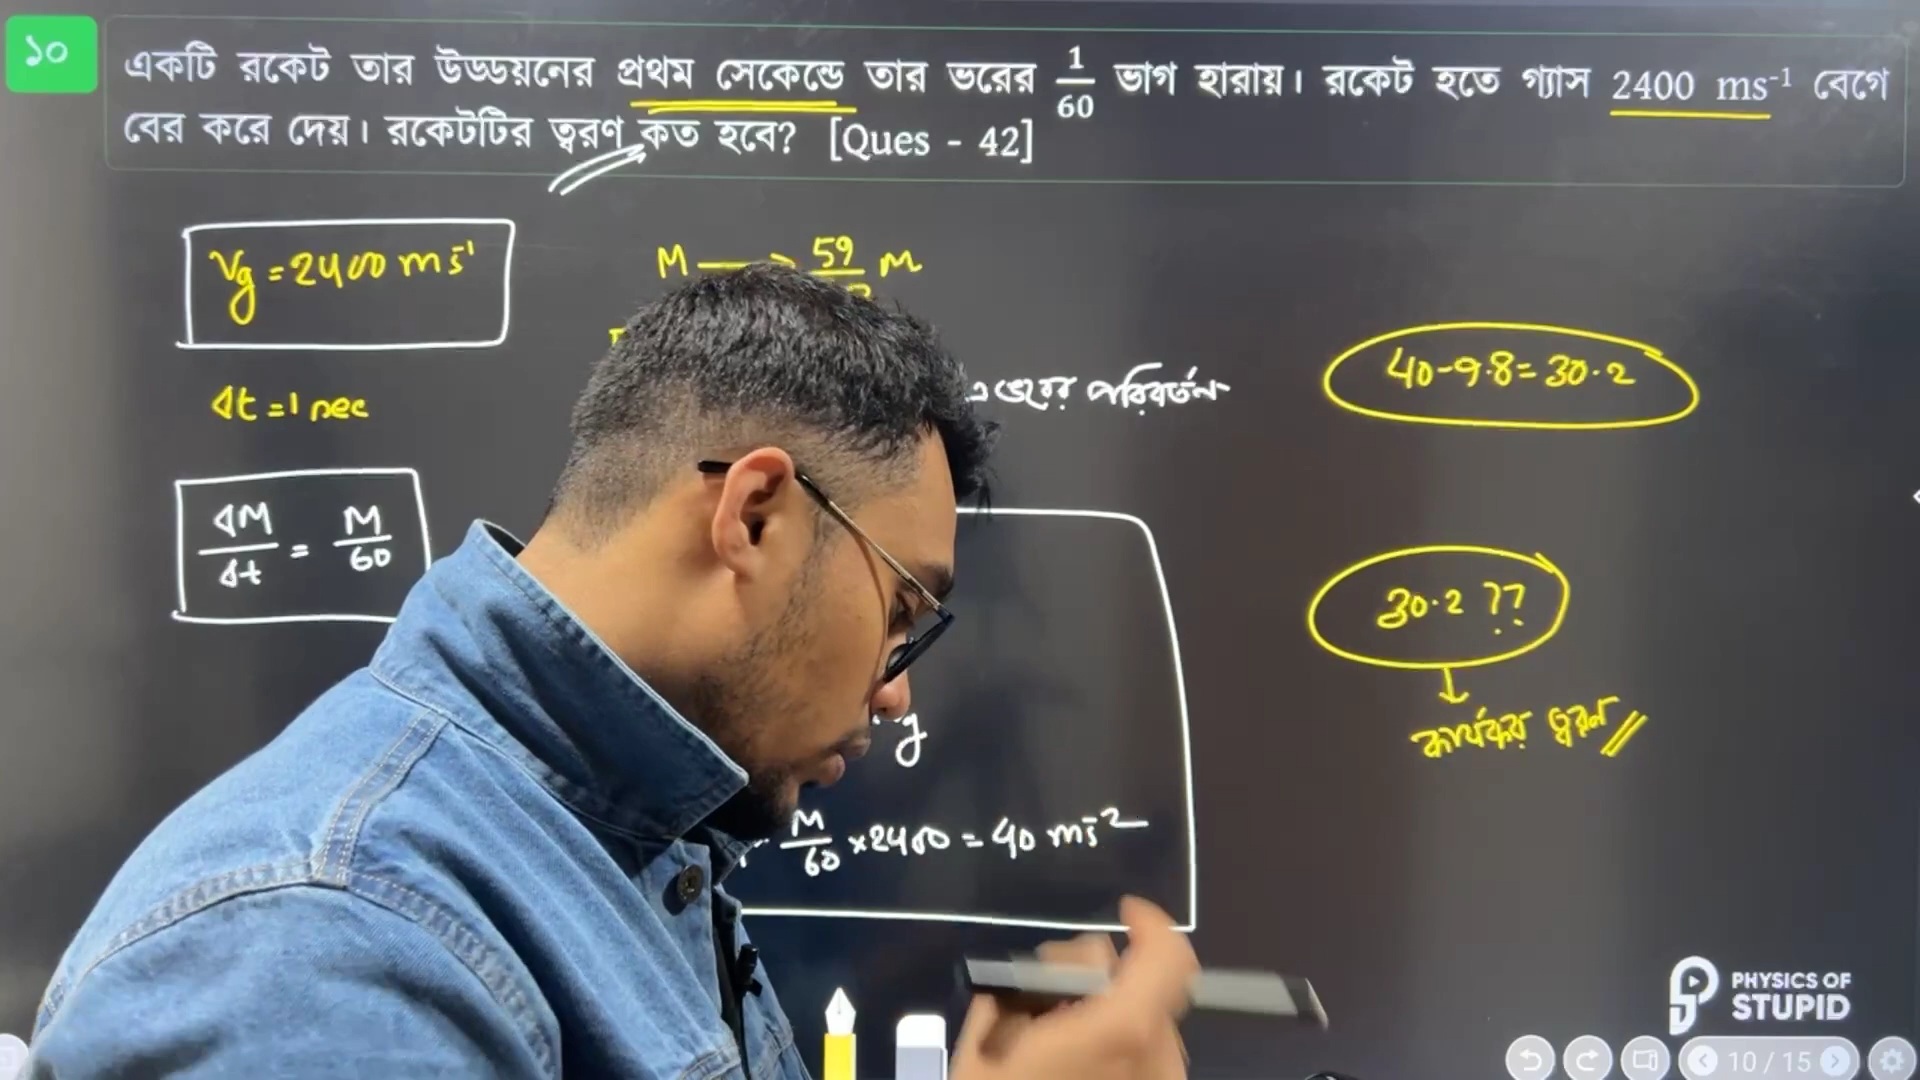 ১০
একটি রকেট তার উড্ডয়নের প্রথম সেকেন্ডে তার ভরের 1/60 ভাগ হারায়। রকেট হতে গ্যাস 2400 ms⁻¹ বেগে
বের করে দেয়। রকেটটির ত্বরণ কত হবে? [Ques - 42]
Vg = 2400 ms⁻¹
M → 59 M
Δt = 1 sec
ভরের পরিবর্তন
40-9.8=30.2
ΔM/Δt = M/60
30.2 ??
কার্যকর ত্বরণ
g
M/60 ×2400 = 40 ms⁻²
PHYSICS OF
STUPID
10 / 15